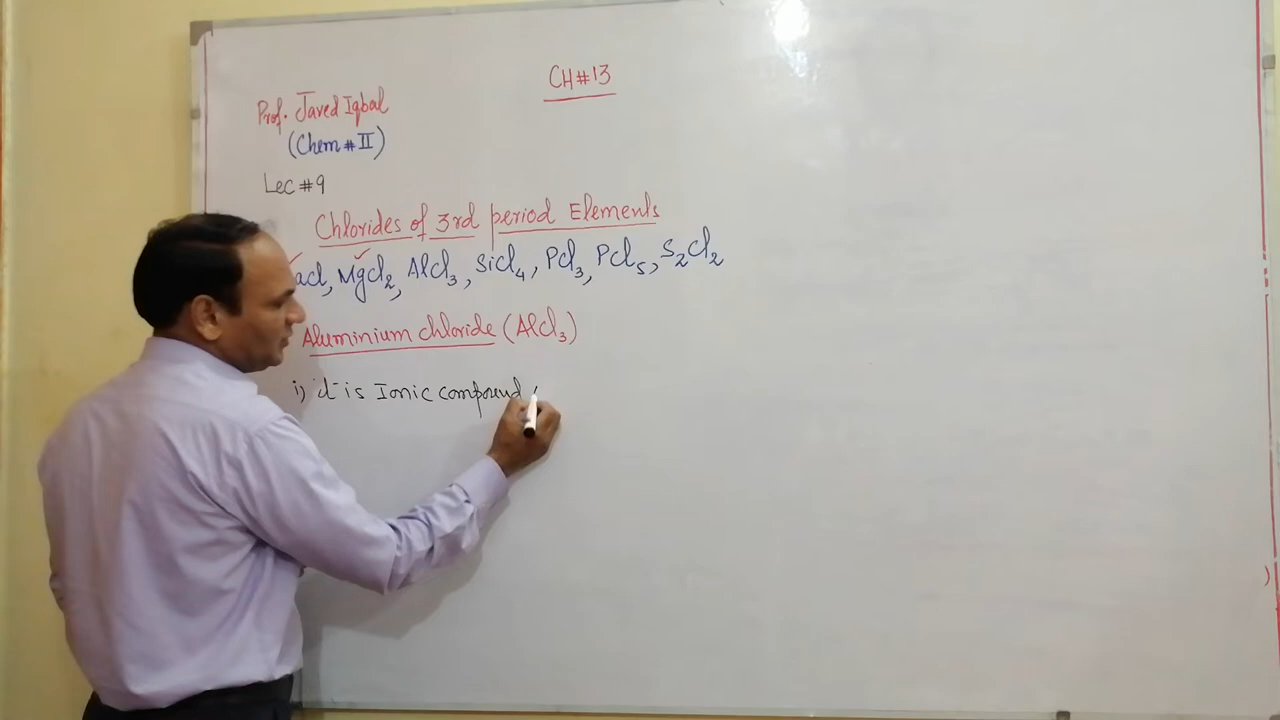 CH#13
Prof. Javed Iqbal
(Chem # II)
Lec #9
Chlorides of 3rd period Elements
acl, Mgcl2, Alcl3, Sicl4, Pcl3, Pcl5, S2cl2
Aluminium chloride (Alcl3)
i) it is Ionic compound